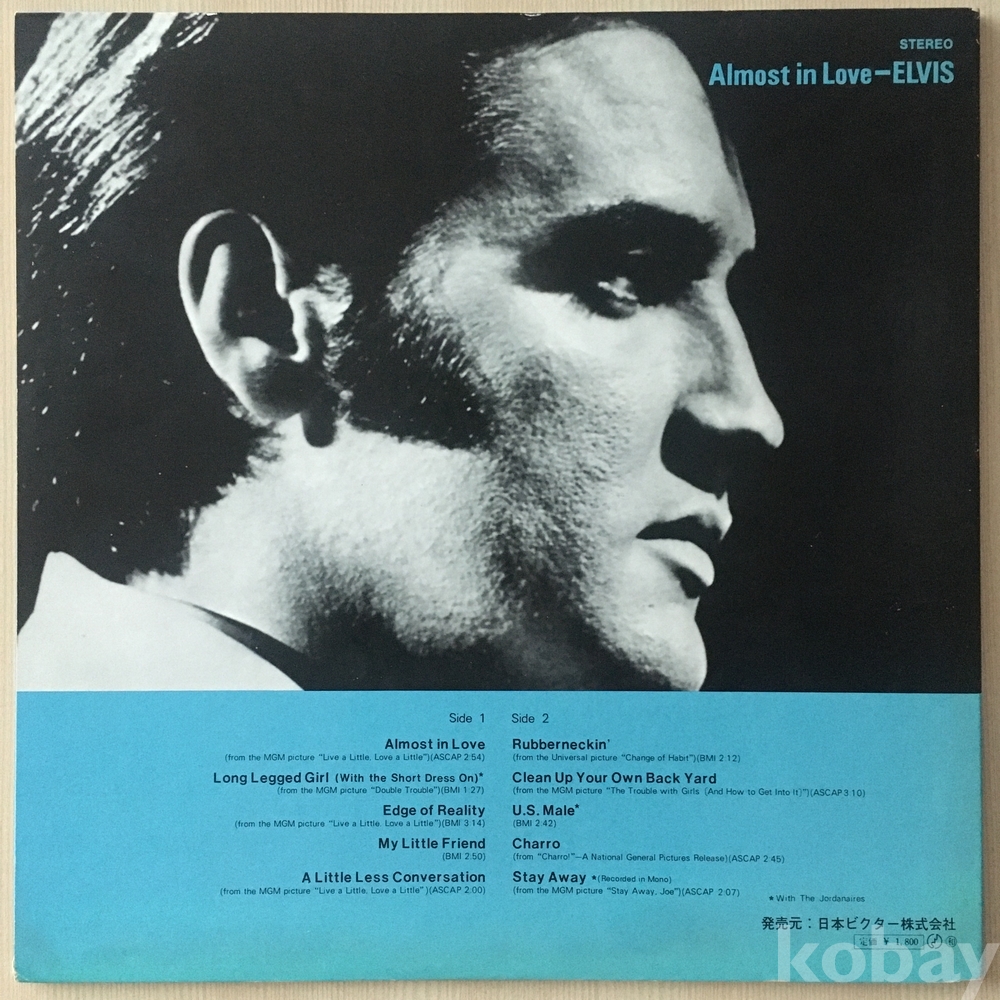 STEREO
Almost in Love–ELVIS
Side 1
Almost in Love
(from the MGM picture "Live a Little, Love a Little")(ASCAP 2:54)
Long Legged Girl (With the Short Dress On)*
(from the MGM picture "Double Trouble")(BMI 1:27)
Edge of Reality
(from the MGM picture "Live a Little, Love a Little")(BMI 3:14)
My Little Friend
(BMI 2:50)
A Little Less Conversation
(from the MGM picture "Live a Little, Love a Little")(ASCAP 2:00)
Side 2
Rubberneckin'
(from the Universal picture "Change of Habit")(BMI 2:12)
Clean Up Your Own Back Yard
(from the MGM picture "The Trouble with Girls (And How to Get Into It)")(ASCAP 3:10)
U.S. Male*
(BMI 2:42)
Charro
(from "Charro!"–A National General Pictures Release)(ASCAP 2:45)
Stay Away *(Recorded in Mono)
(from the MGM picture "Stay Away, Joe")(ASCAP 2:07)
*With The Jordanaires
発売元：日本ビクター株式会社
定価 ¥ 1,800
kobay